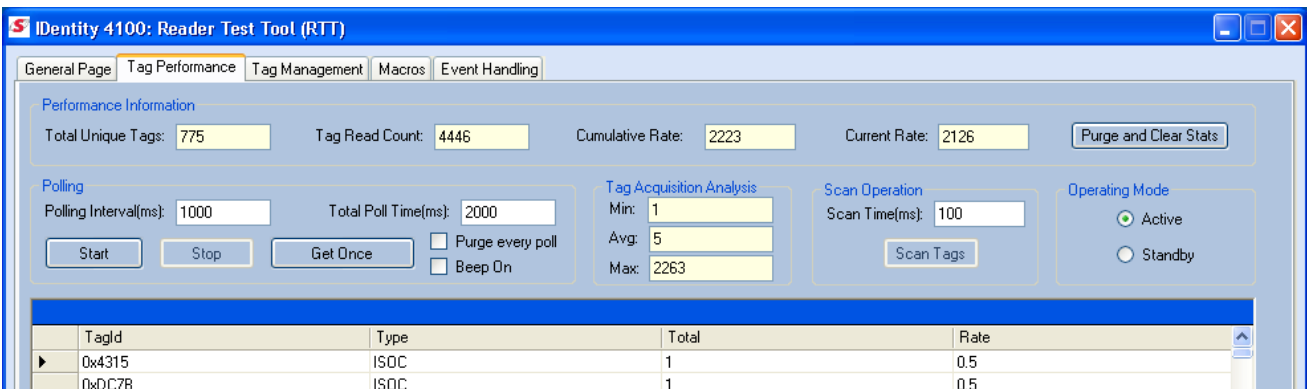 IDentity 4100: Reader Test Tool (RTT)
General Page Tag Performance Tag Management Macros Event Handling
Performance Information
Total Unique Tags: 775 Tag Read Count: 4446 Cumulative Rate: 2223 Current Rate: 2126 Purge and Clear Stats
Polling
Polling Interval(ms): 1000 Total Poll Time(ms): 2000
Start Stop Get Once
Purge every poll
Beep On
Tag Acquisition Analysis
Min: 1
Avg: 5
Max: 2263
Scan Operation
Scan Time(ms): 100
Scan Tags
Operating Mode
Active
Standby
TagId Type Total Rate
0x4315 ISOC 1 0.5
0xDC7B ISOC 1 0.5